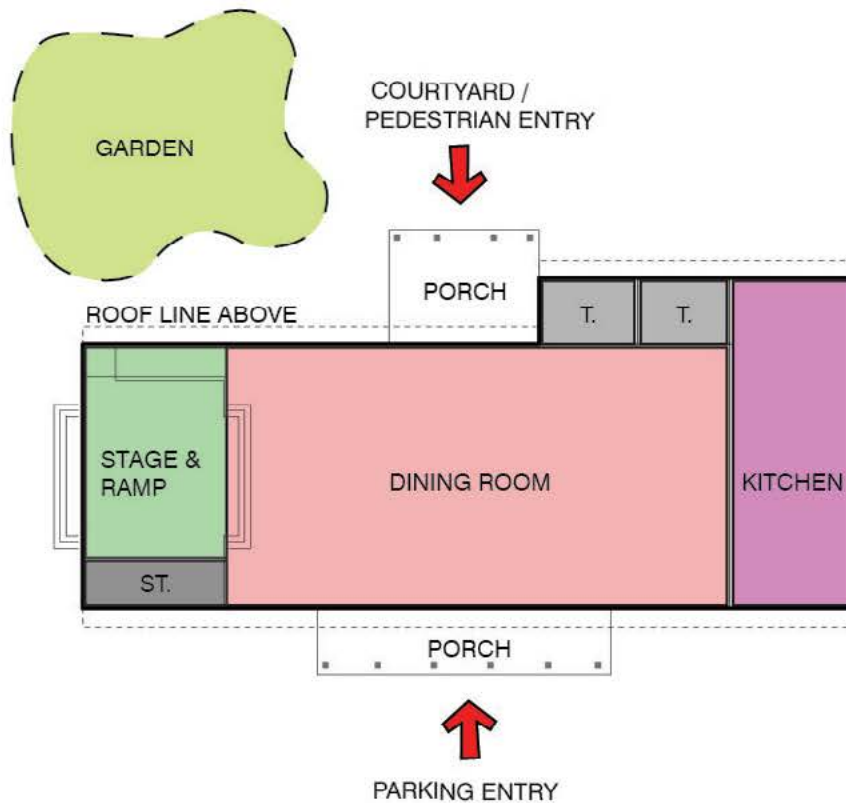 COURTYARD /
PEDESTRIAN ENTRY
GARDEN
PORCH
ROOF LINE ABOVE
T.
T.
STAGE &
RAMP
DINING ROOM
KITCHEN
ST.
PORCH
PARKING ENTRY